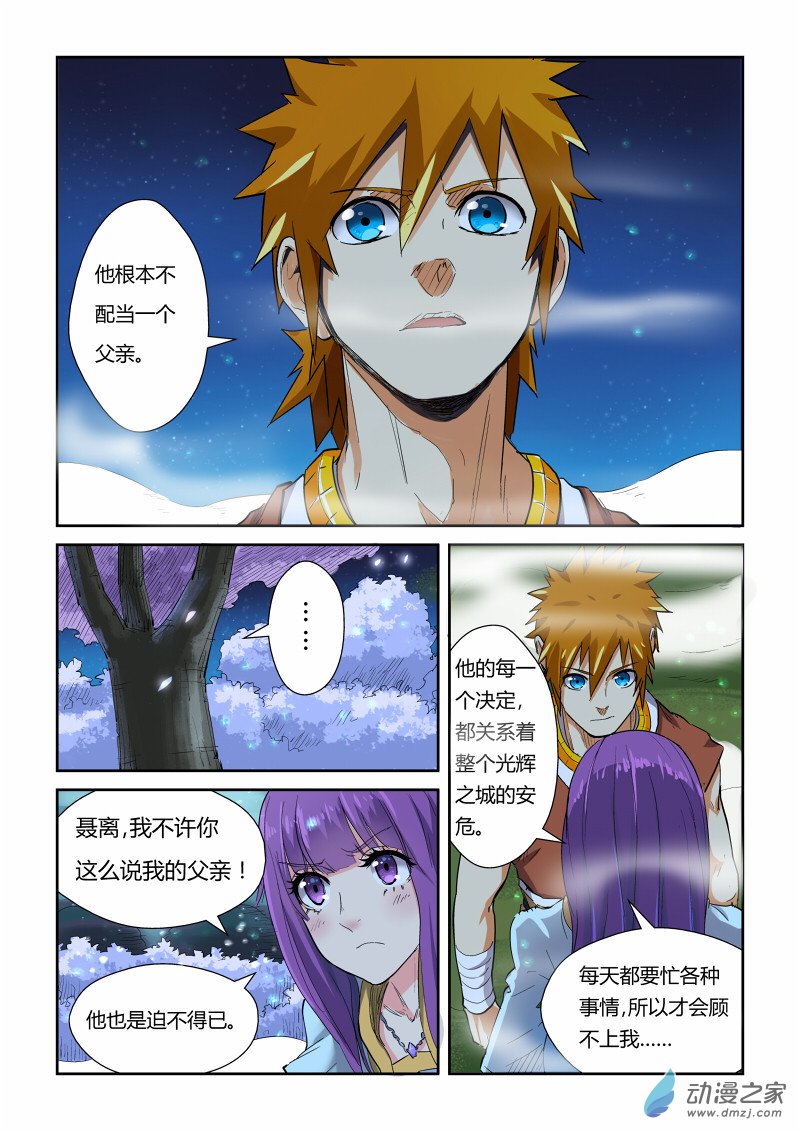 他根本不
配当一个
父亲。
……
聂离，我不许你
这么说我的父亲！
他也是迫不得已。
他的每一
个决定，
都关系着
整个光辉
之城的安
危。
每天都要忙各种
事情，所以才会顾
不上我……
动漫之家
www.dmzj.com